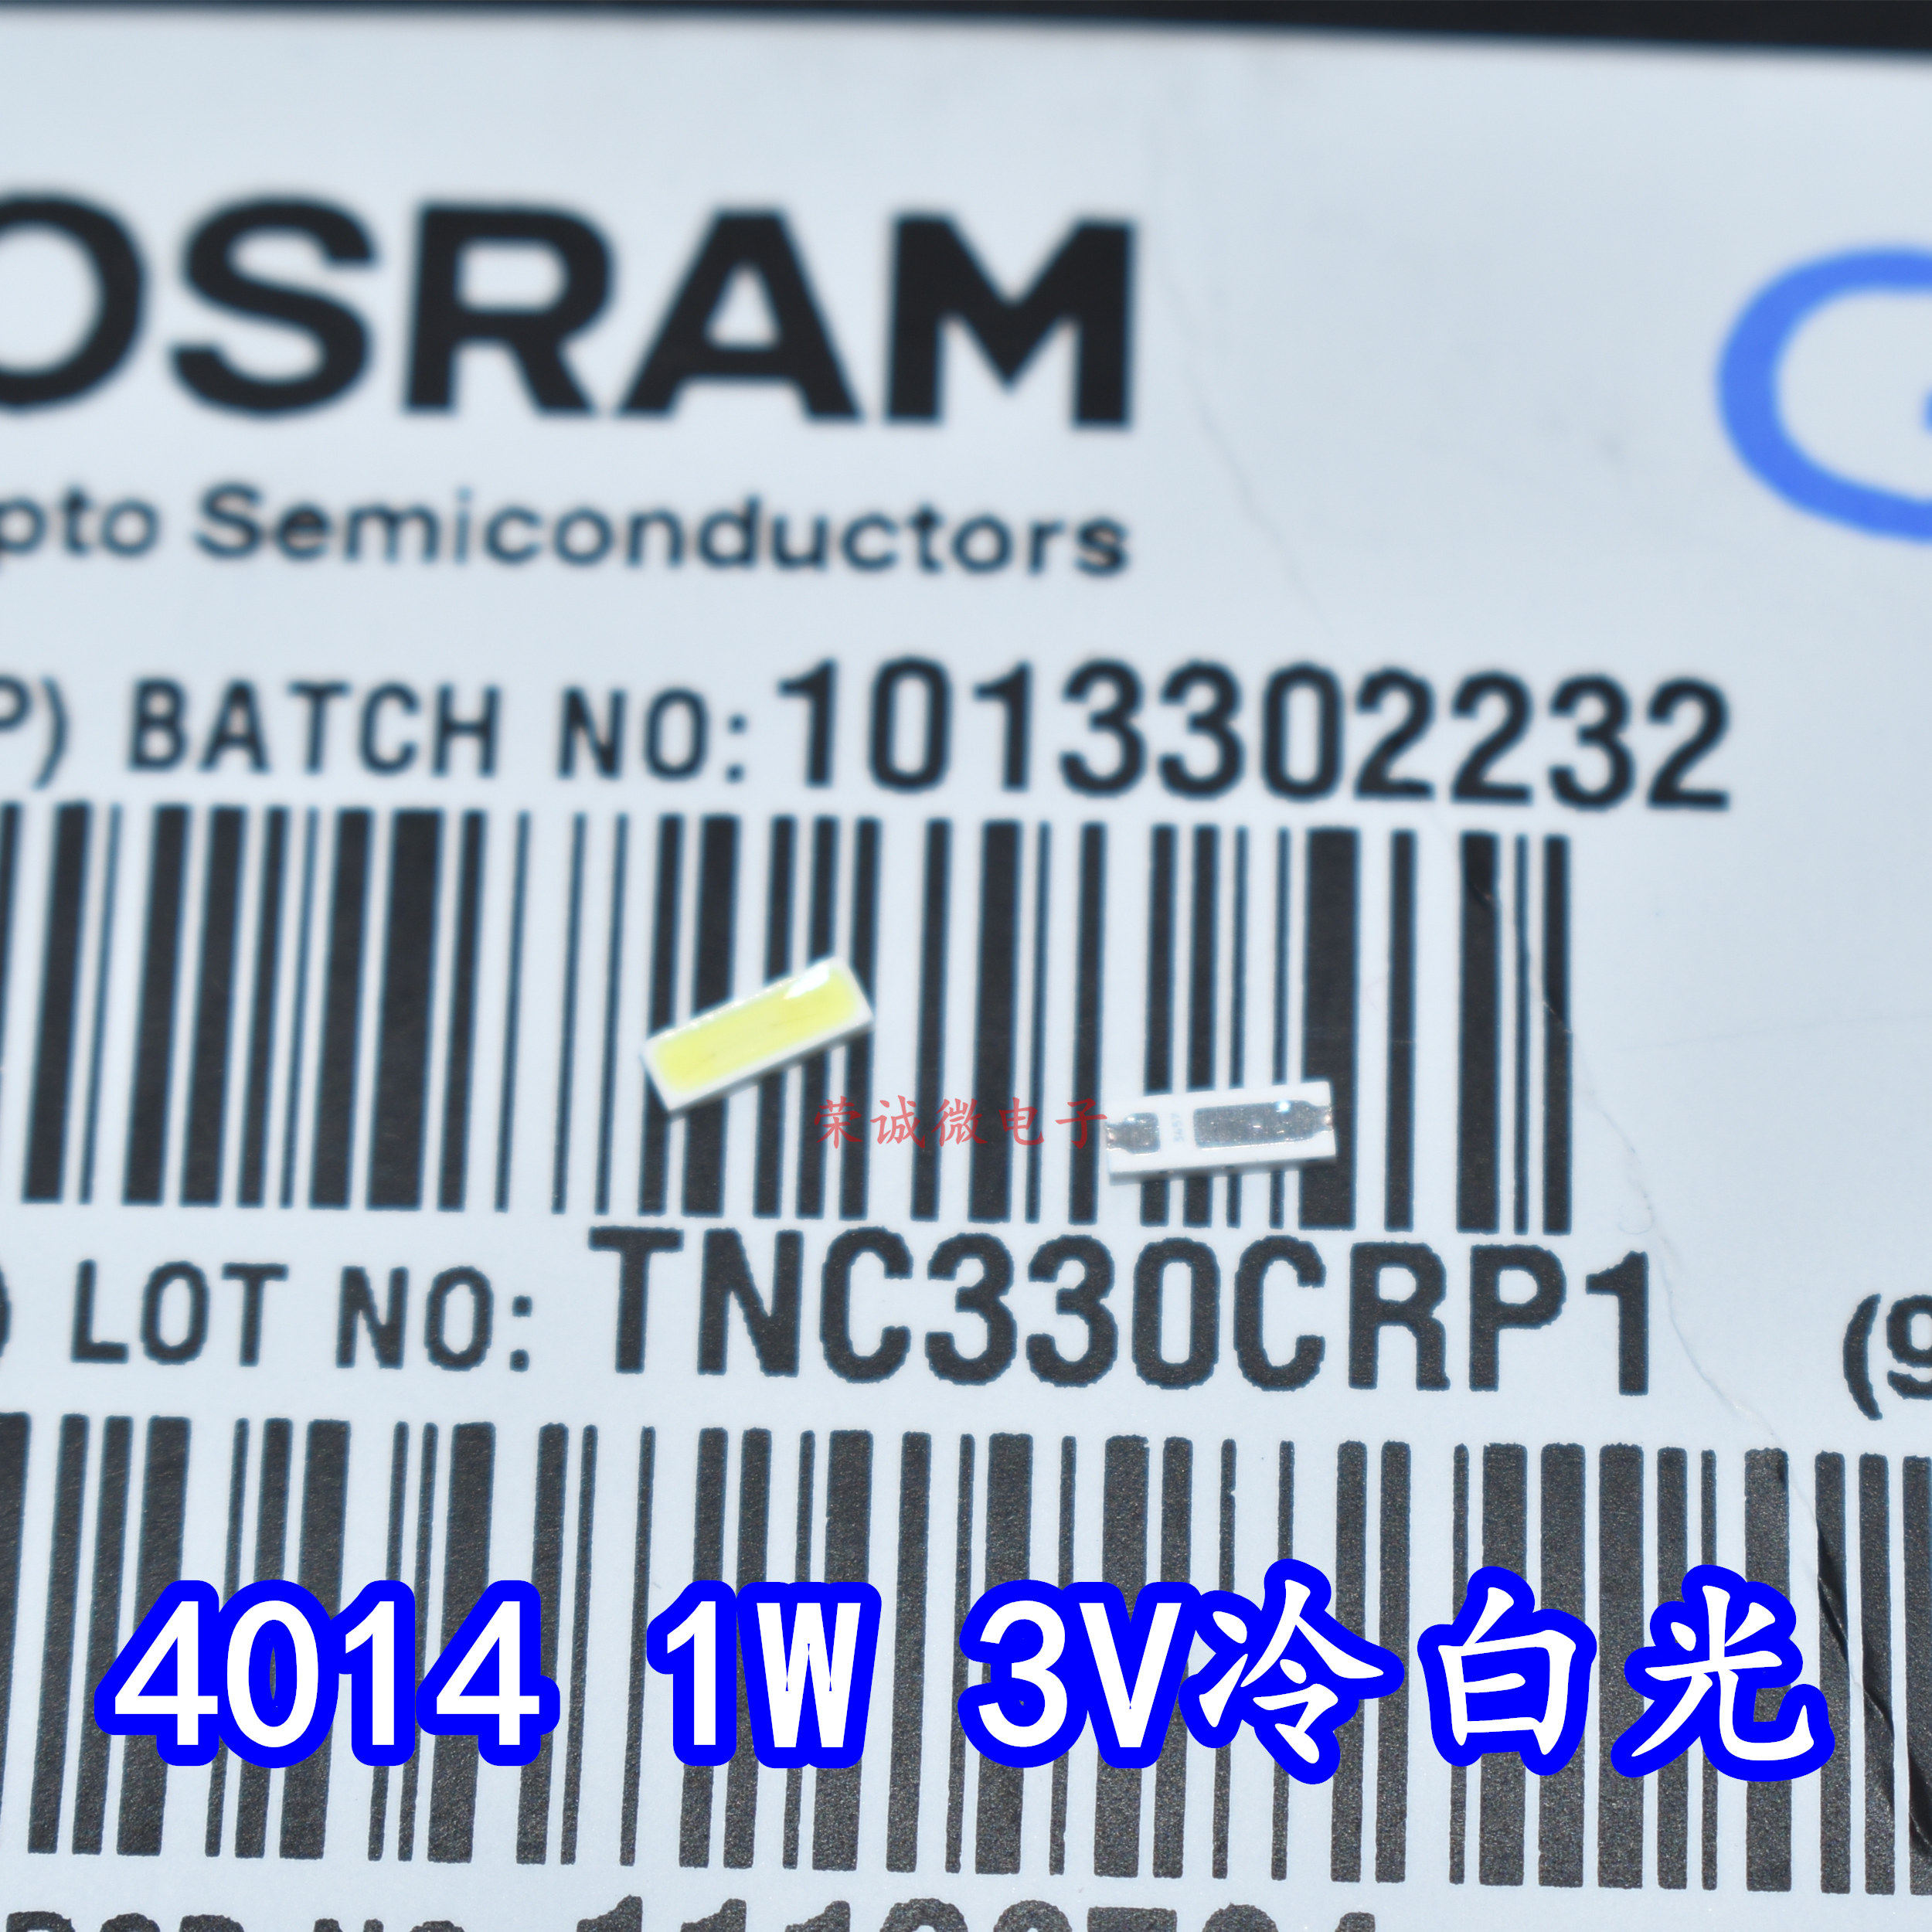 OSRAM
pto Semiconductors
P) BATCH NO: 1013302232
荣诚微电子
) LOT NO: TNC330CRP1 (9
4014 1W 3V冷白光